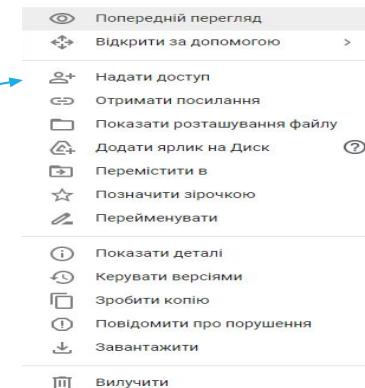 Попередній перегляд
Відкрити за допомогою
Надати доступ
Отримати посилання
Показати розташування файлу
Додати ярлик на Диск
Перемістити в
Позначити зірочкою
Перейменувати
Показати деталі
Керувати версіями
Зробити копію
Повідомити про порушення
Завантажити
Вилучити